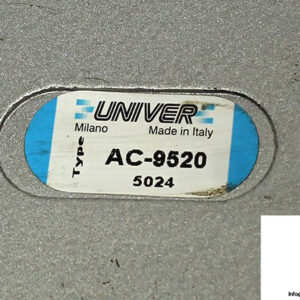 UNIVER
Milano Made in Italy
Type AC-9520
5024